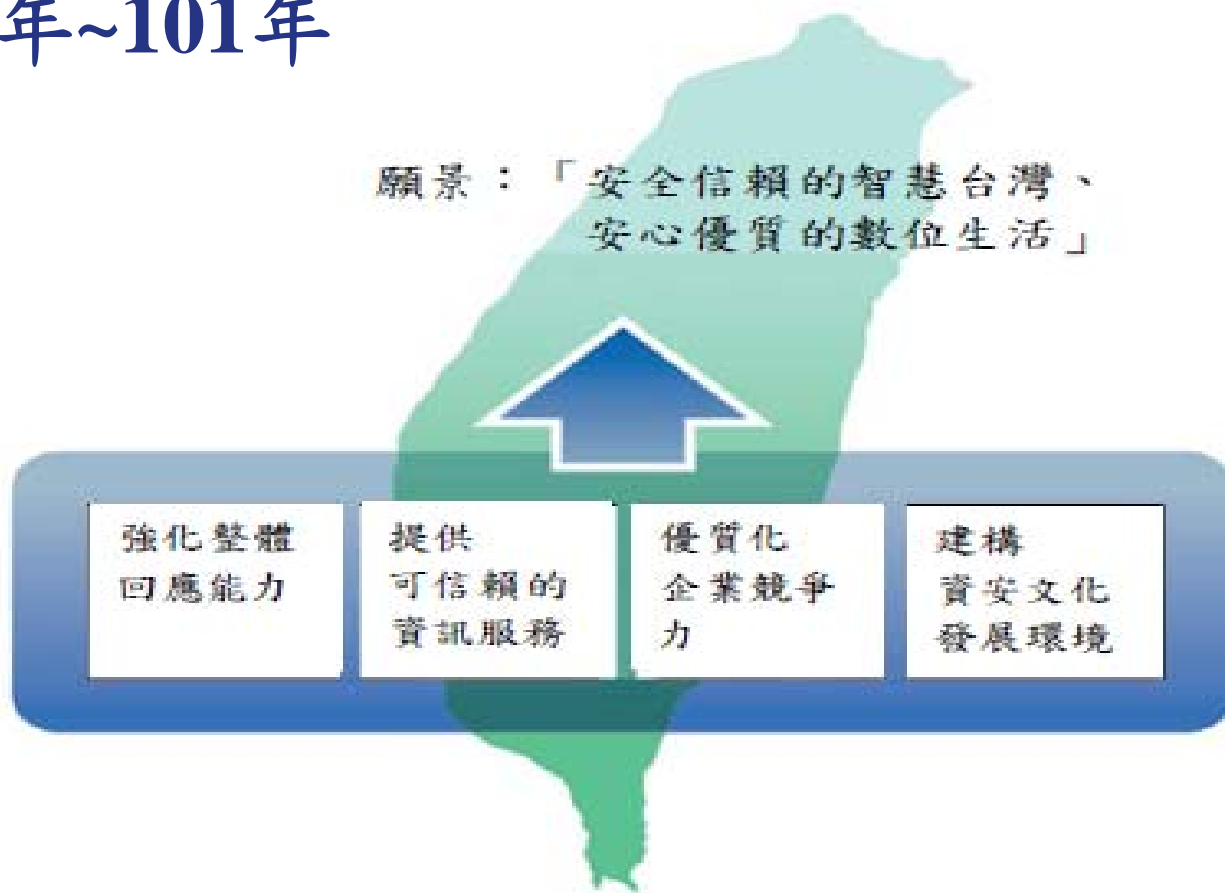 年~101年
願景：「安全信賴的智慧台灣、
安心優質的數位生活」
強化整體
回應能力
提供
可信賴的
資訊服務
優質化
企業競爭
力
建構
資安文化
發展環境